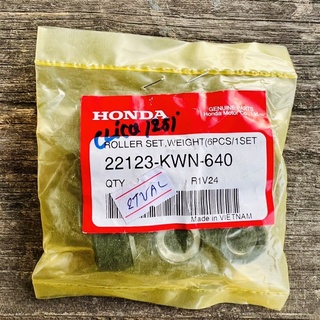 HONDA
GENUINE PARTS
Honda Motor Co., Ltd.
Click 125i
ROLLER SET,WEIGHT(6PCS/1SET
22123-KWN-640
QTY
R1V24
Made in VIETNAM